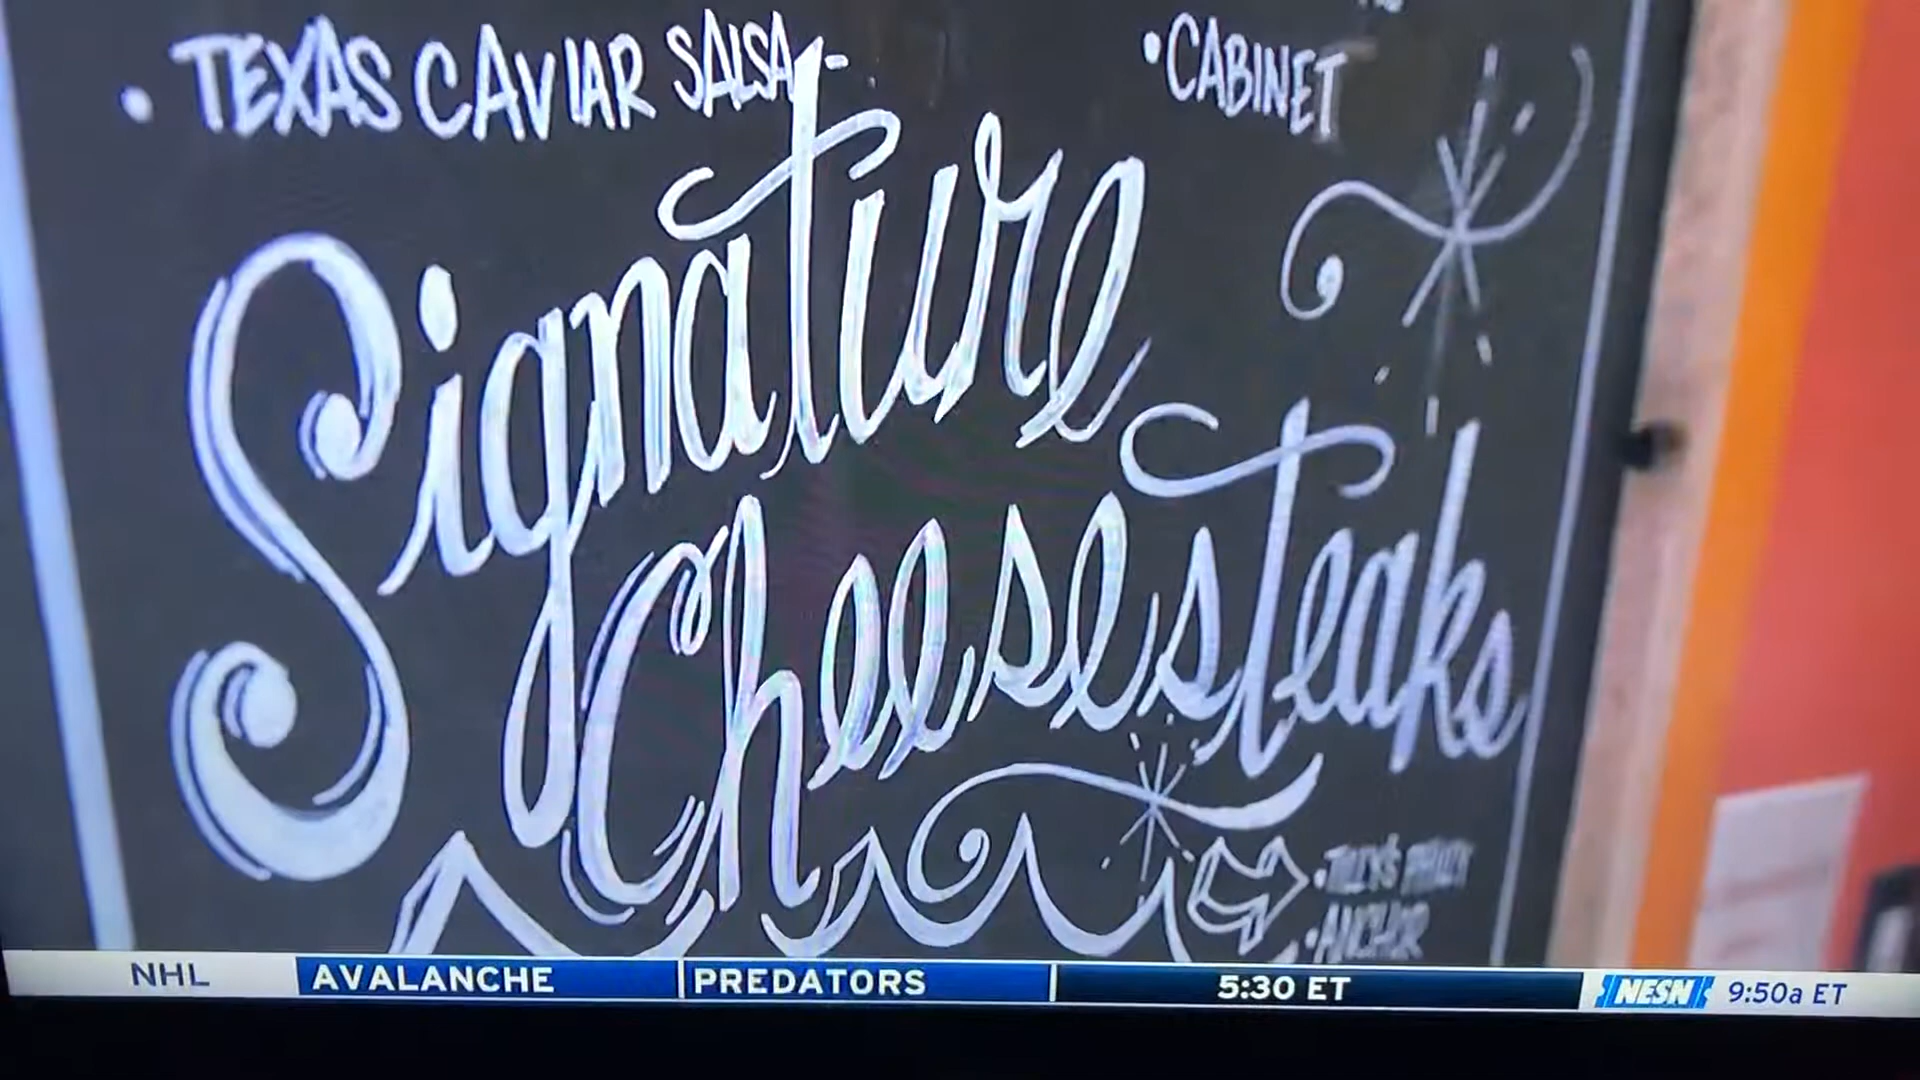 • TEXAS CAVIAR SALSA -
• CABINET
Signature
Cheesesteaks
• ANCHOR
NHL AVALANCHE PREDATORS 5:30 ET NESN 9:50a ET